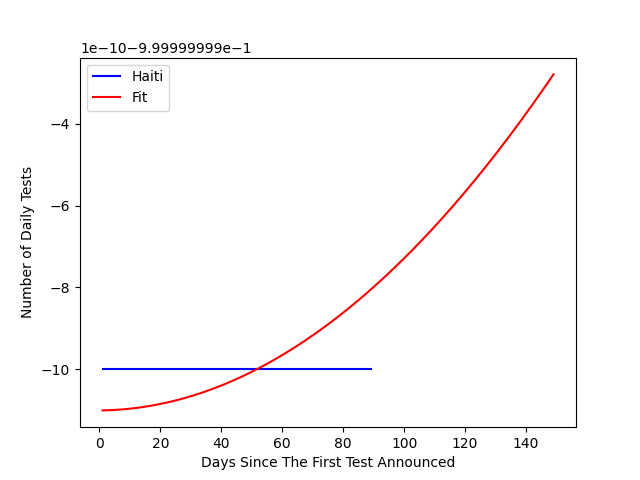 1e−10−9.99999999e−1
Haiti
Fit
−4
−6
−8
−10
Number of Daily Tests
0 20 40 60 80 100 120 140
Days Since The First Test Announced